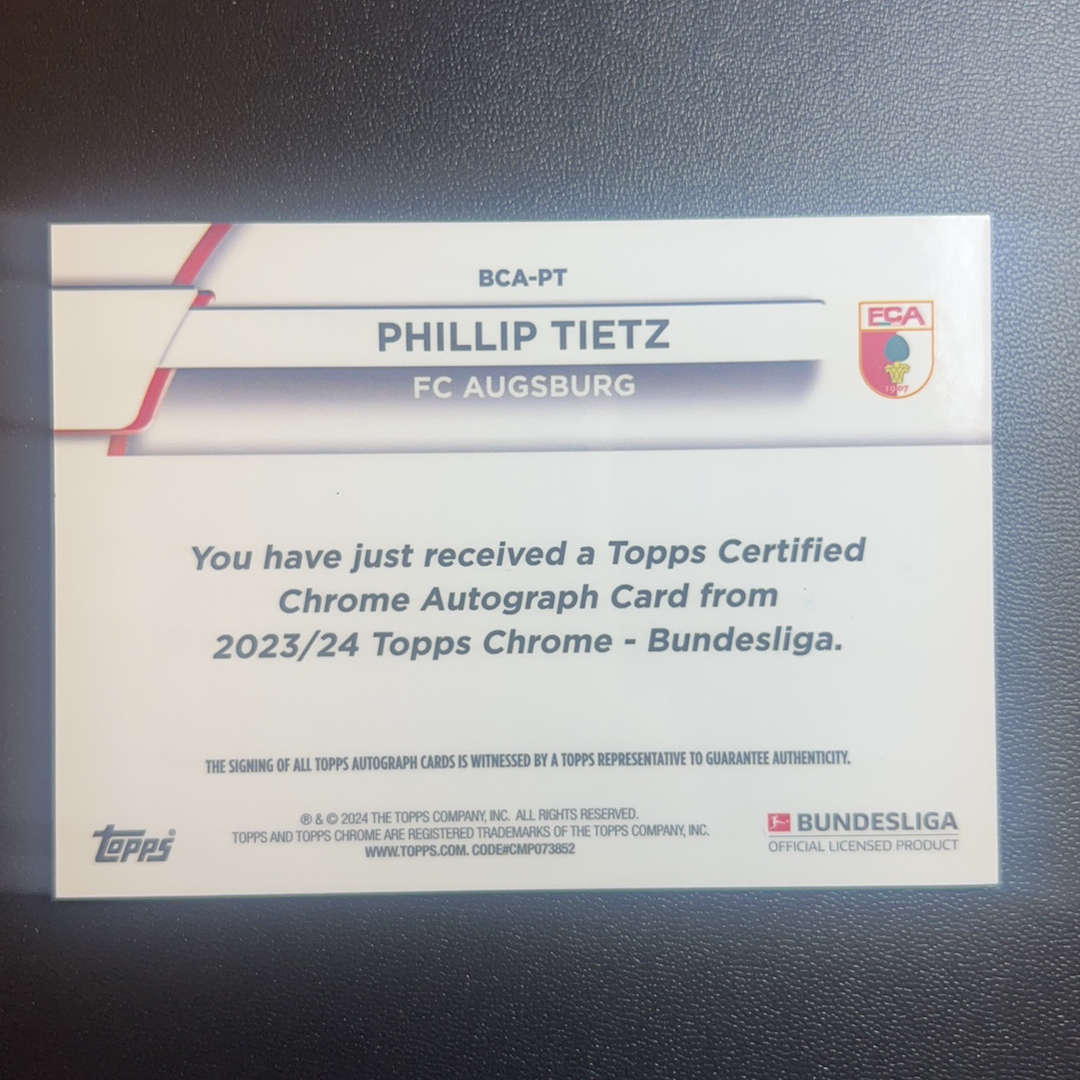 BCA-PT
PHILLIP TIETZ
FC AUGSBURG
FCA
1907
You have just received a Topps Certified
Chrome Autograph Card from
2023/24 Topps Chrome - Bundesliga.
THE SIGNING OF ALL TOPPS AUTOGRAPH CARDS IS WITNESSED BY A TOPPS REPRESENTATIVE TO GUARANTEE AUTHENTICITY.
® & © 2024 THE TOPPS COMPANY, INC. ALL RIGHTS RESERVED.
TOPPS AND TOPPS CHROME ARE REGISTERED TRADEMARKS OF THE TOPPS COMPANY, INC.
WWW.TOPPS.COM. CODE#CMP073852
topps
BUNDESLIGA
OFFICIAL LICENSED PRODUCT